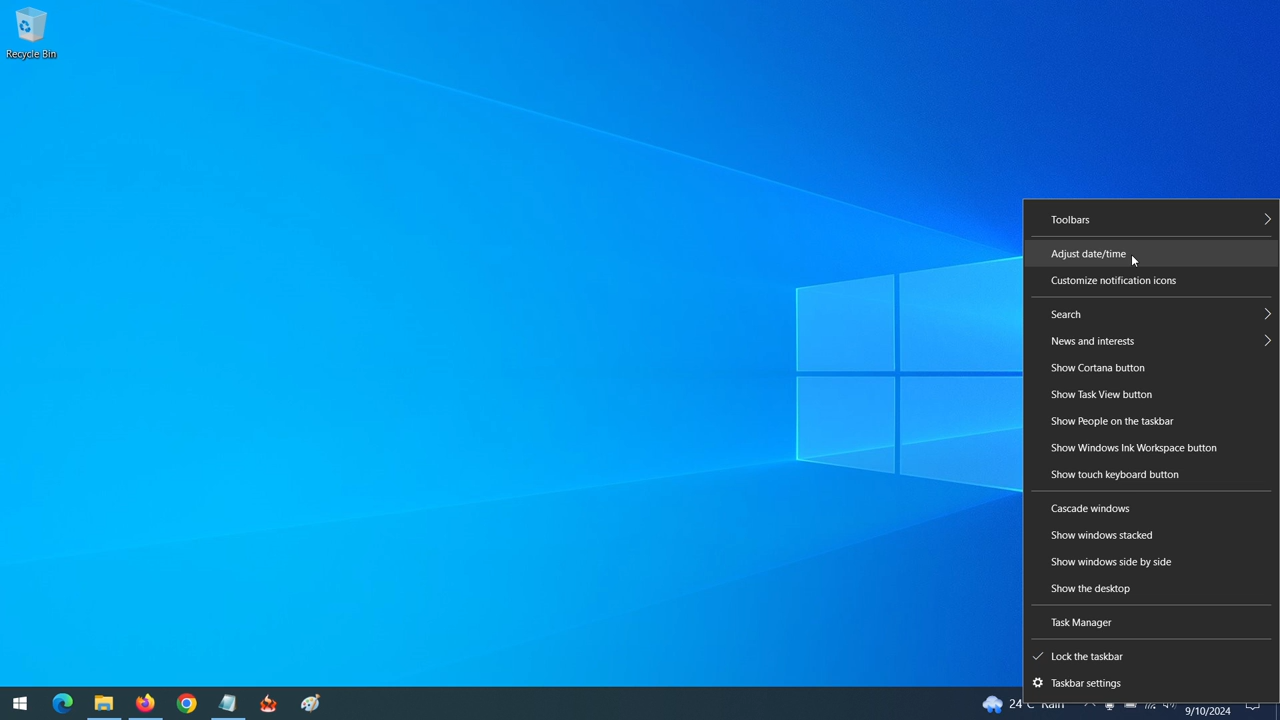 Recycle Bin
Toolbars
Adjust date/time
Customize notification icons
Search
News and interests
Show Cortana button
Show Task View button
Show People on the taskbar
Show Windows Ink Workspace button
Show touch keyboard button
Cascade windows
Show windows stacked
Show windows side by side
Show the desktop
Task Manager
Lock the taskbar
Taskbar settings
24°C Rain
9/10/2024